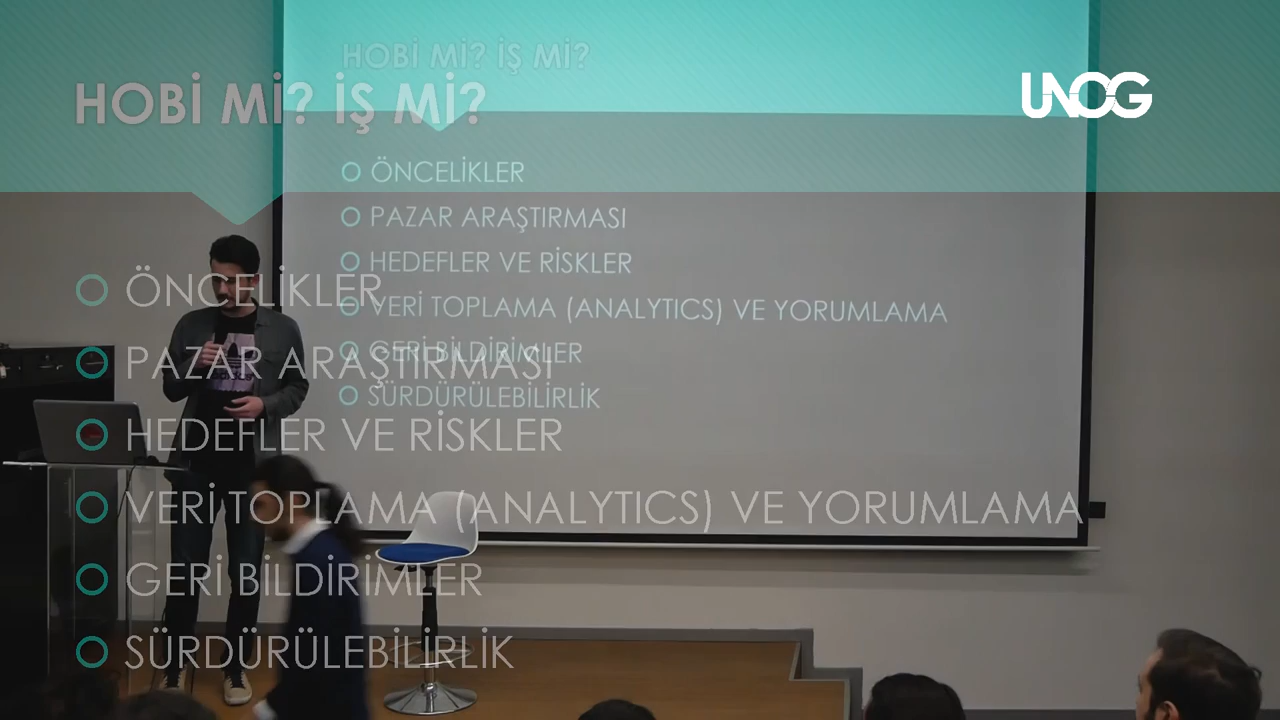 HOBİ Mİ? İŞ Mİ?
UNOG
HOBİ Mİ? İŞ Mİ?
ÖNCELİKLER
PAZAR ARAŞTIRMASI
HEDEFLER VE RİSKLER
VERİ TOPLAMA (ANALYTICS) VE YORUMLAMA
GERİ BİLDİRİMLER
SÜRDÜRÜLEBİLİRLİK
ÖNCELİKLER
PAZAR ARAŞTIRMASI
HEDEFLER VE RİSKLER
VERİ TOPLAMA (ANALYTICS) VE YORUMLAMA
GERİ BİLDİRİMLER
SÜRDÜRÜLEBİLİRLİK